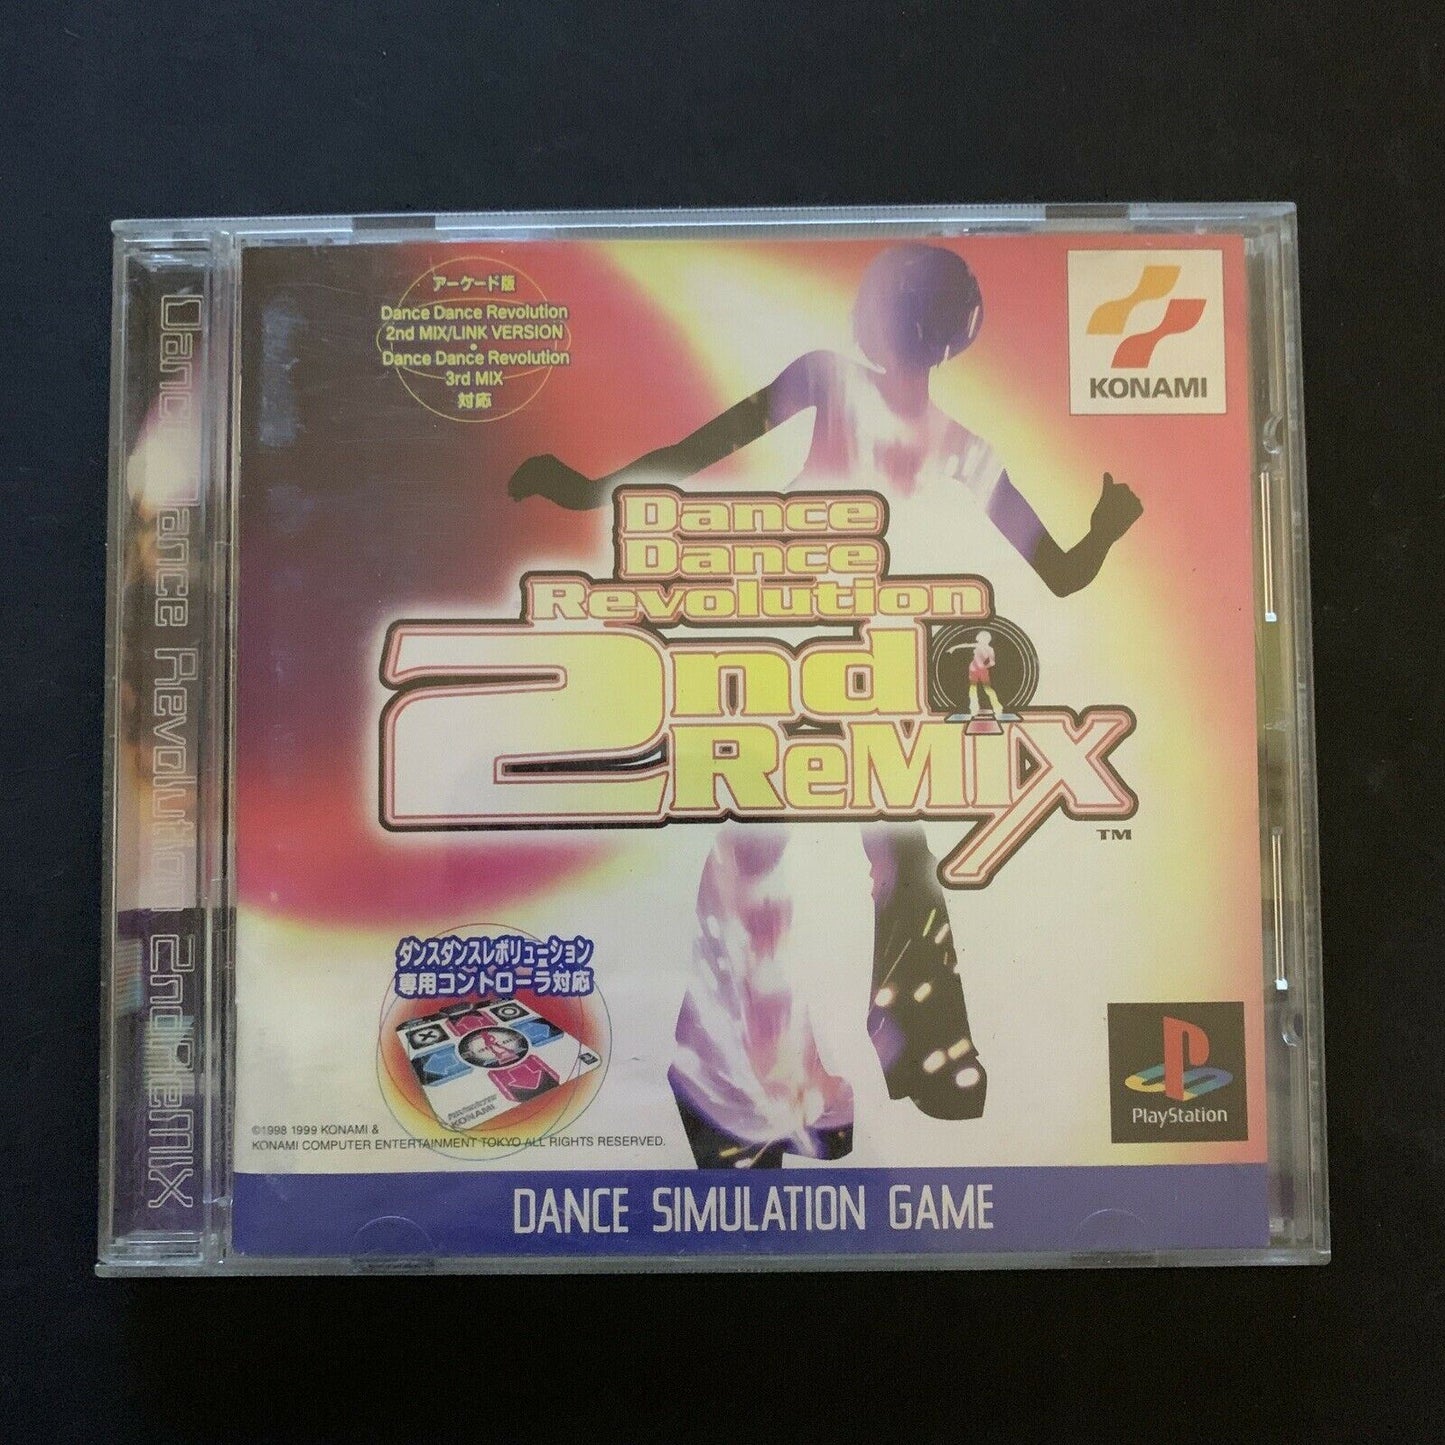 Dance Dance Revolution 2ndReMIX
アーケード版
Dance Dance Revolution
2nd MIX/LINK VERSION
Dance Dance Revolution
3rd MIX
対応
KONAMI
Dance
Dance
Revolution
2nd
ReMIX
TM
ダンスダンスレボリューション
専用コントローラ対応
KONAMI
©1998 1999 KONAMI &
KONAMI COMPUTER ENTERTAINMENT TOKYO ALL RIGHTS RESERVED.
PlayStation
DANCE SIMULATION GAME